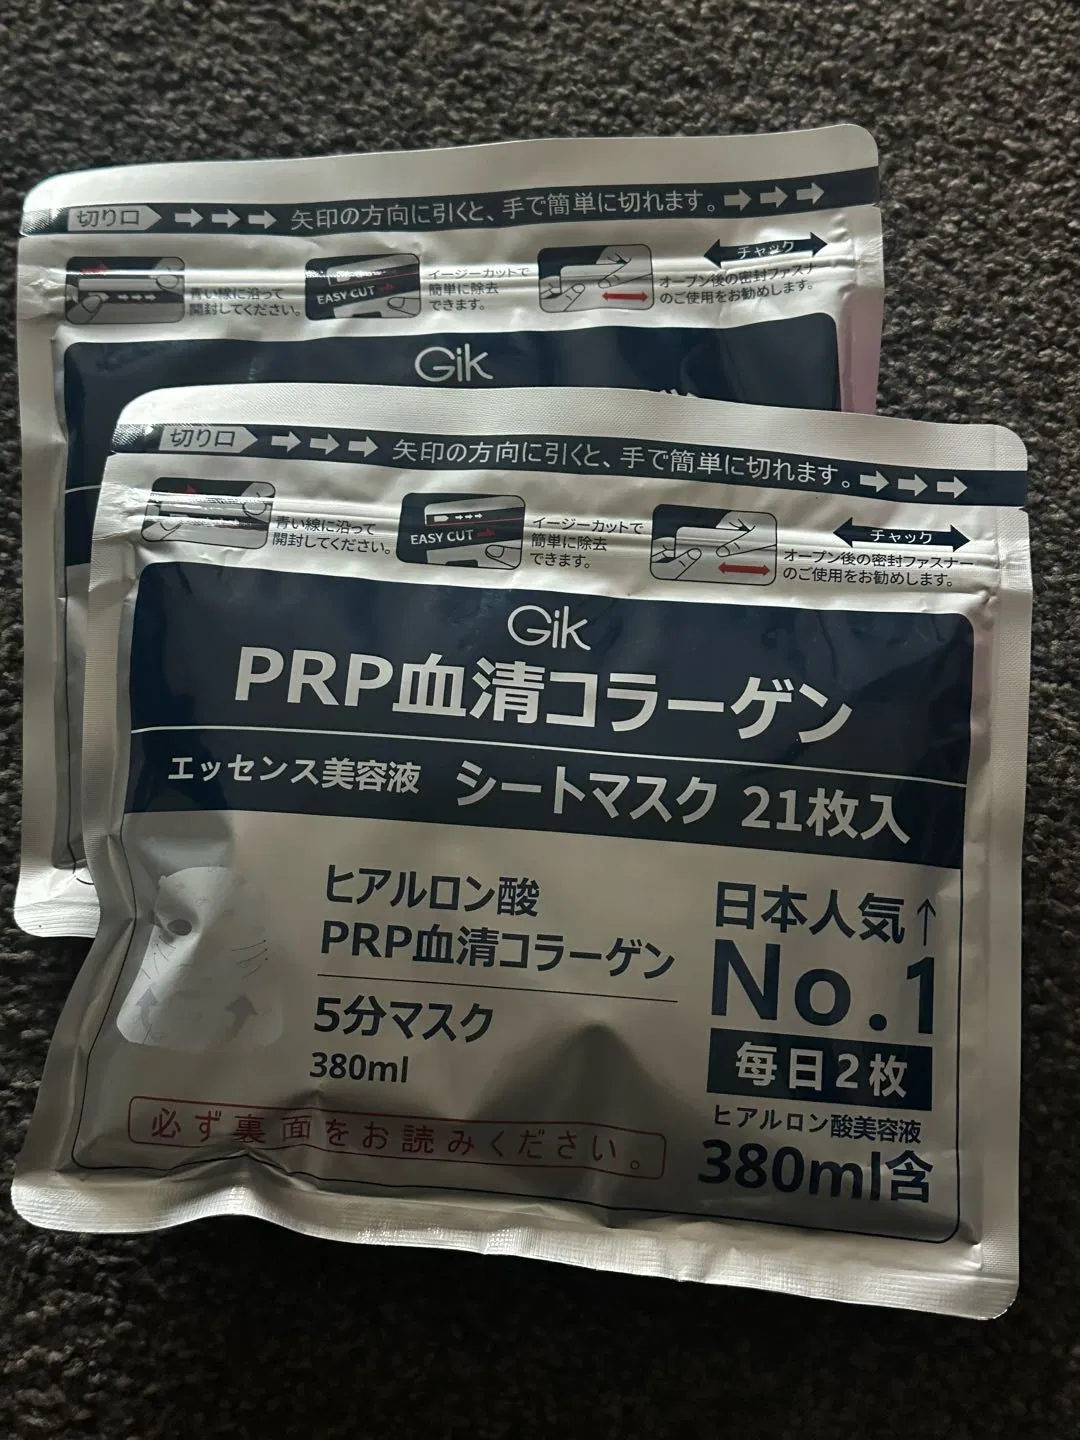 切り口
矢印の方向に引くと、手で簡単に切れます。
青い線に沿って
開封してください。
EASY CUT
イージーカットで
簡単に除去
できます。
チャック
オープン後の密封ファスナ
のご使用をお勧めします。
Gik
切り口
矢印の方向に引くと、手で簡単に切れます。
青い線に沿って
開封してください。
EASY CUT
イージーカットで
簡単に除去
できます。
チャック
オープン後の密封ファスナー
のご使用をお勧めします。
Gik
PRP血清コラーゲン
エッセンス美容液 シートマスク 21枚入
ヒアルロン酸
PRP血清コラーゲン
5分マスク
380ml
必ず裏面をお読みください。
日本人気↑
No.1
毎日2枚
ヒアルロン酸美容液
380ml含